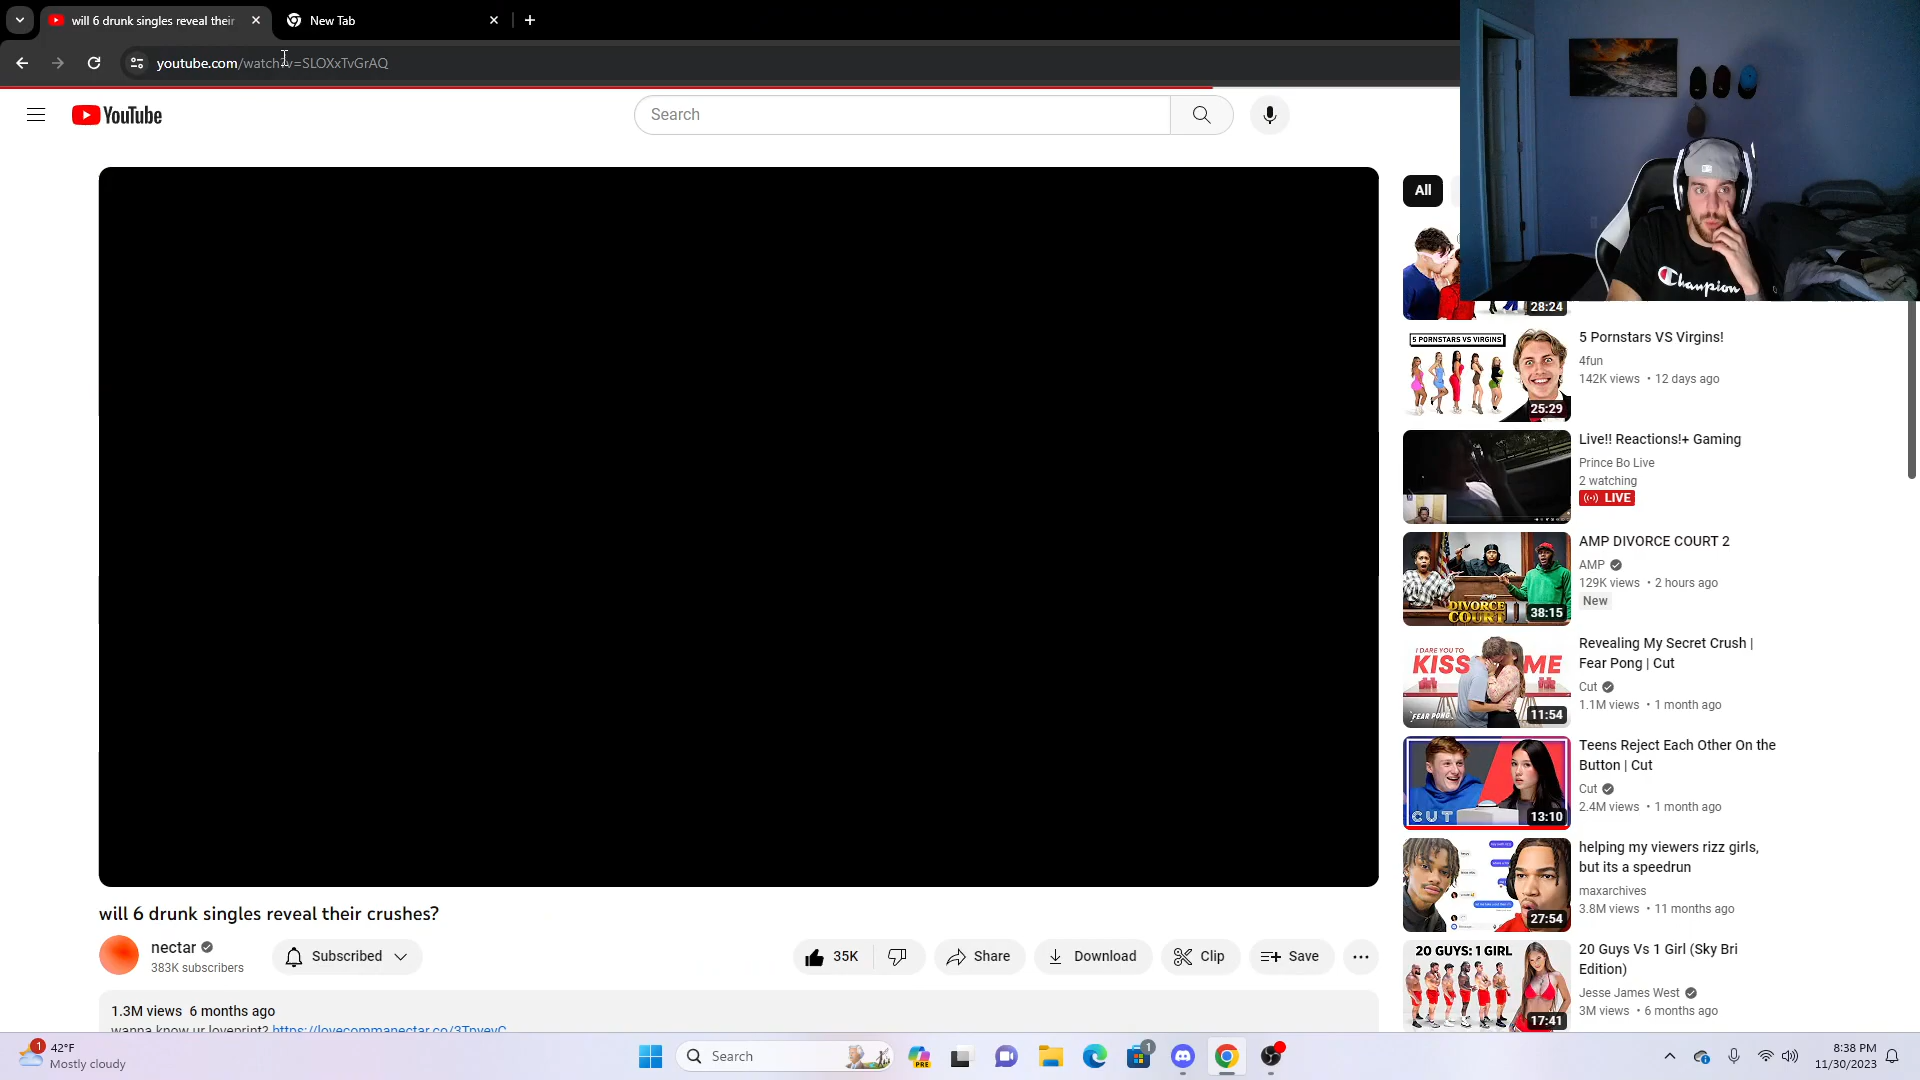 will 6 drunk singles reveal their
New Tab
youtube.com/watch?v=SLOXxTvGrAQ
YouTube
Search
All
28:24
5 PORNSTARS VS VIRGINS
25:29
5 Pornstars VS Virgins!
4fun
142K views • 12 days ago
Live!! Reactions!+ Gaming
Prince Bo Live
2 watching
LIVE
AMP
DIVORCE
COURT
38:15
AMP DIVORCE COURT 2
AMP
129K views • 2 hours ago
New
I DARE YOU TO
KISS ME
FEAR PONG
11:54
Revealing My Secret Crush |
Fear Pong | Cut
Cut
1.1M views • 1 month ago
CUT
13:10
Teens Reject Each Other On the
Button | Cut
Cut
2.4M views • 1 month ago
27:54
helping my viewers rizz girls,
but its a speedrun
maxarchives
3.8M views • 11 months ago
20 GUYS: 1 GIRL
17:41
20 Guys Vs 1 Girl (Sky Bri
Edition)
Jesse James West
3M views • 6 months ago
Champion
will 6 drunk singles reveal their crushes?
nectar
383K subscribers
Subscribed
35K
Share
Download
Clip
Save
1.3M views 6 months ago
wanna know ur loveprint?
1
42°F
Mostly cloudy
Search
PRE
1
8:38 PM
11/30/2023